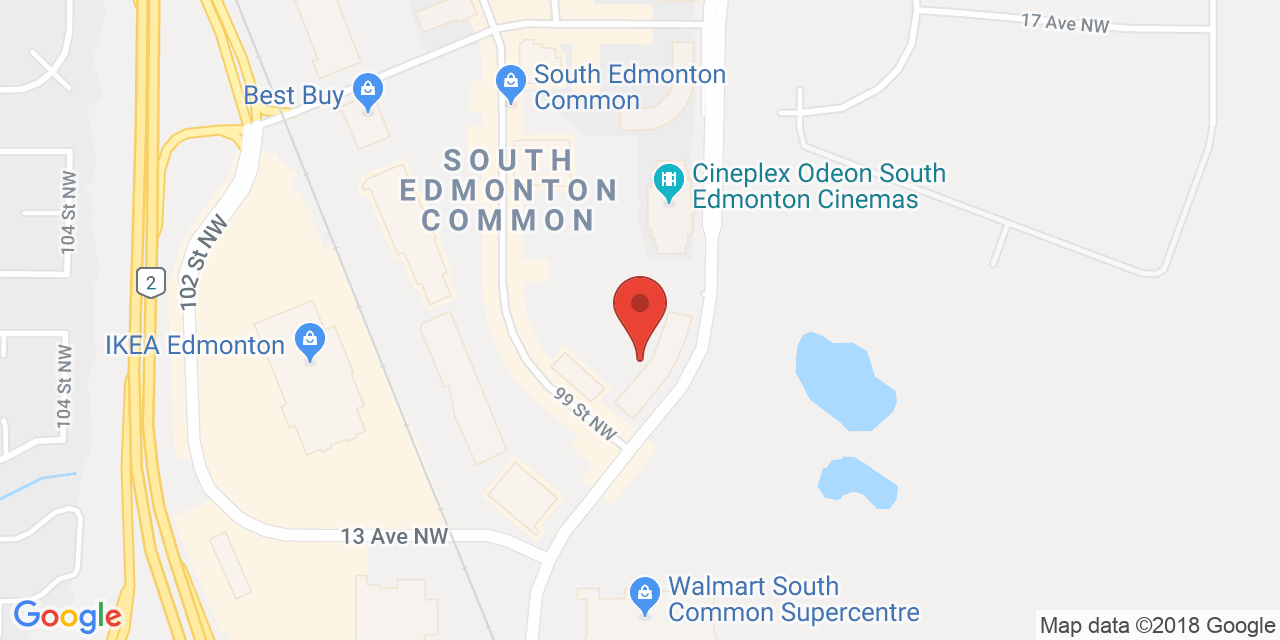 17 Ave NW
South Edmonton
Common
Best Buy
SOUTH
EDMONTON
COMMON
Cineplex Odeon South
Edmonton Cinemas
104 St NW
102 St NW
2
IKEA Edmonton
104 St NW
99 St NW
13 Ave NW
Walmart South
Common Supercentre
Google
Map data ©2018 Google